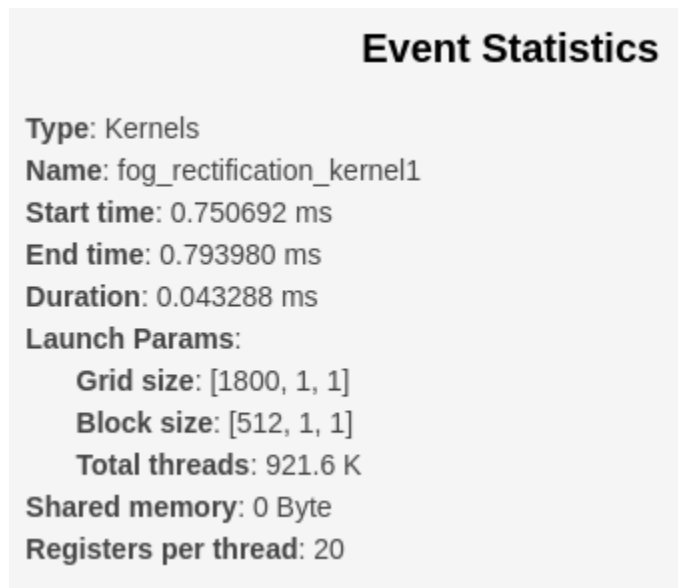 Event Statistics
Type: Kernels
Name: fog_rectification_kernel1
Start time: 0.750692 ms
End time: 0.793980 ms
Duration: 0.043288 ms
Launch Params:
Grid size: [1800, 1, 1]
Block size: [512, 1, 1]
Total threads: 921.6 K
Shared memory: 0 Byte
Registers per thread: 20